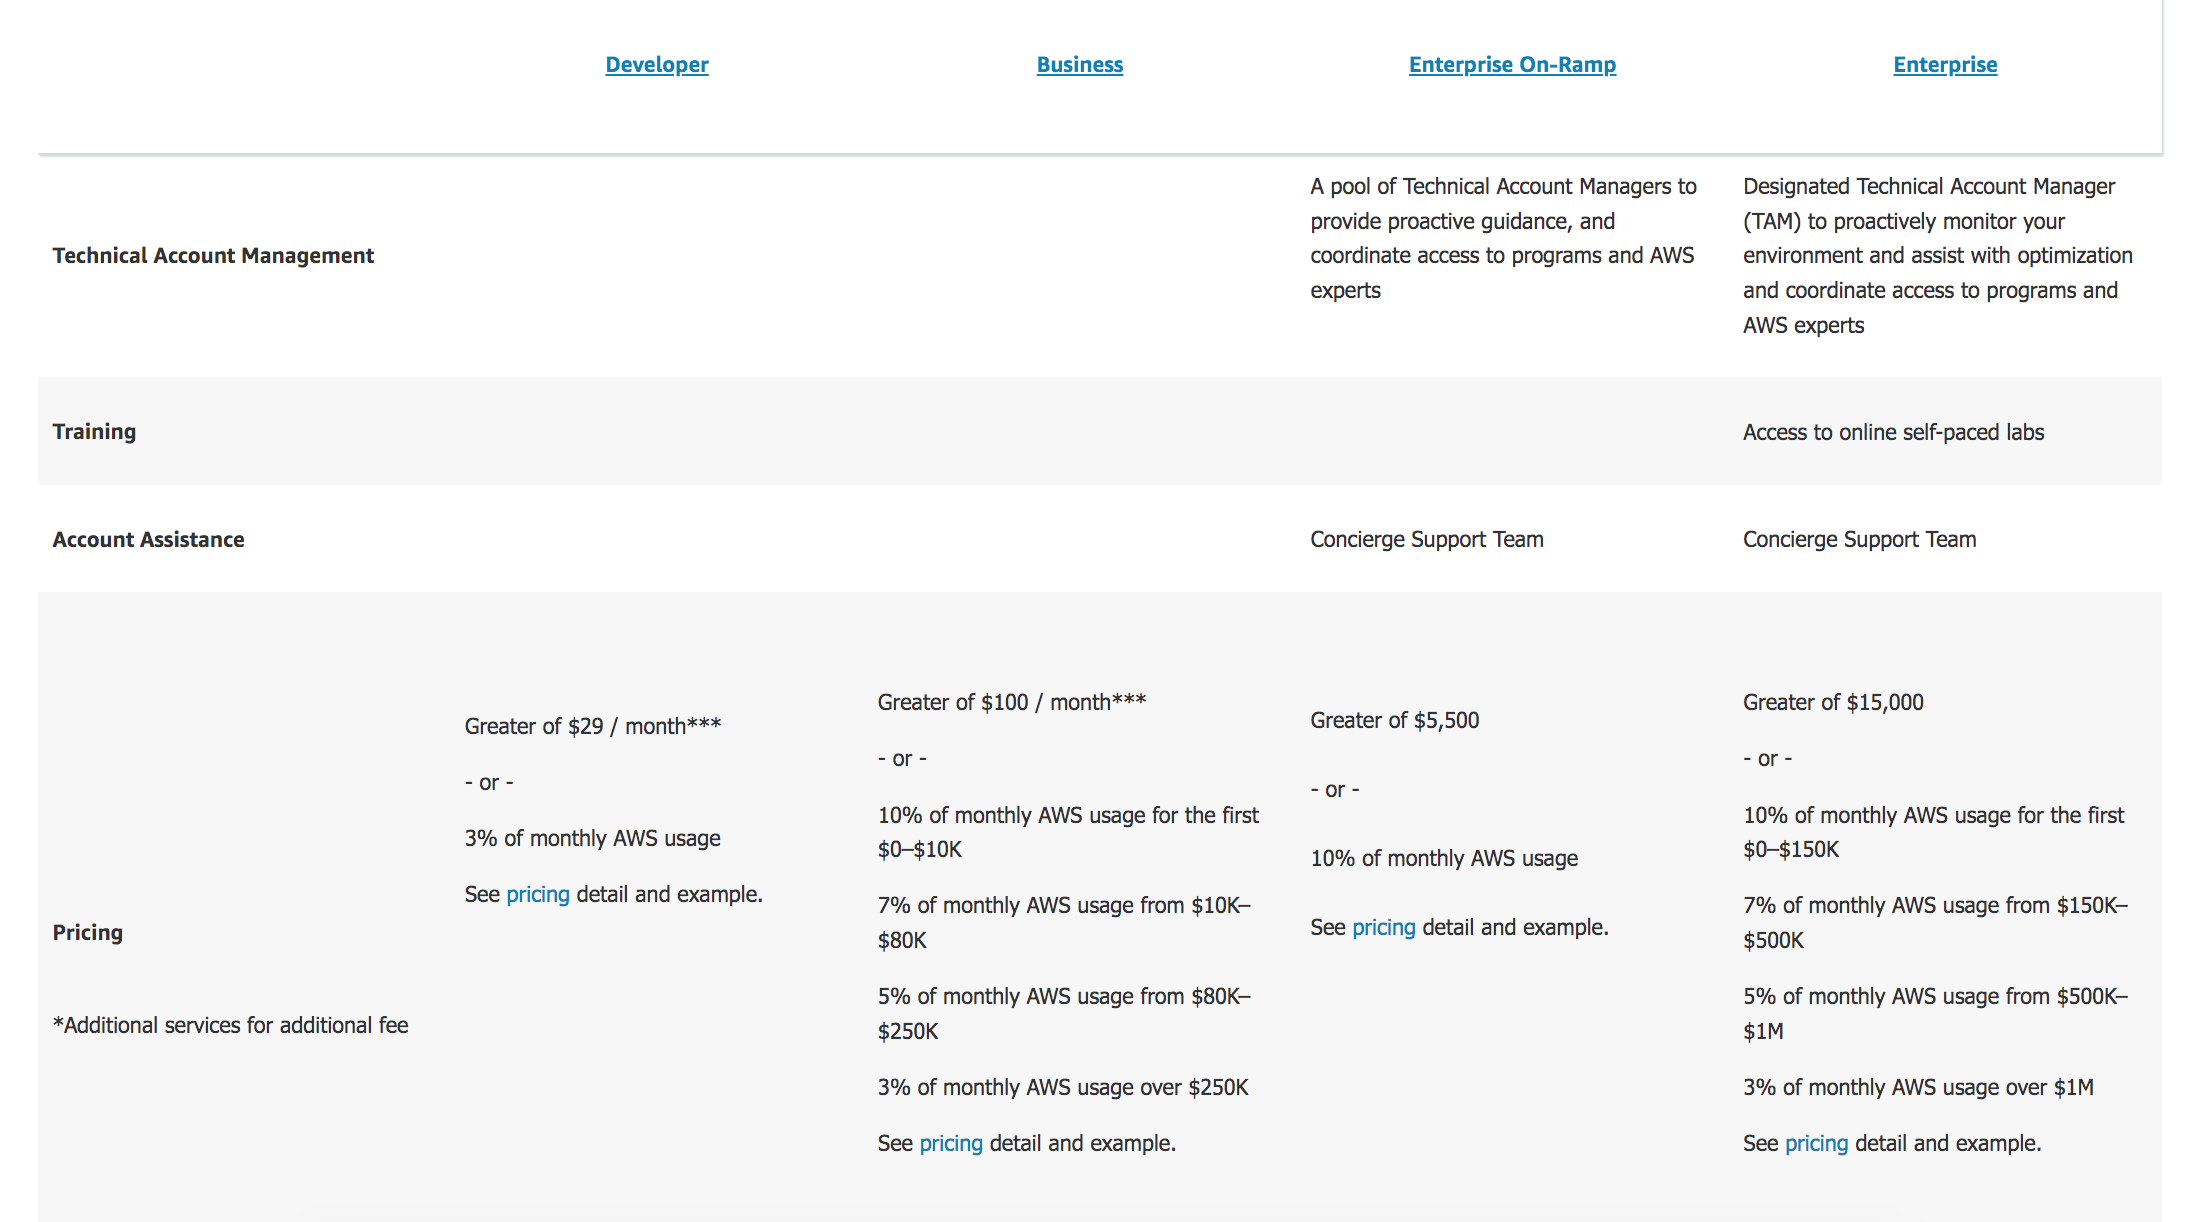 Developer
Business
Enterprise On-Ramp
Enterprise
Technical Account Management
A pool of Technical Account Managers to
provide proactive guidance, and
coordinate access to programs and AWS
experts
Designated Technical Account Manager
(TAM) to proactively monitor your
environment and assist with optimization
and coordinate access to programs and
AWS experts
Training
Access to online self-paced labs
Account Assistance
Concierge Support Team
Concierge Support Team
Pricing
*Additional services for additional fee
Greater of $29 / month***
- or -
3% of monthly AWS usage
See pricing detail and example.
Greater of $100 / month***
- or -
10% of monthly AWS usage for the first
$0–$10K
7% of monthly AWS usage from $10K–
$80K
5% of monthly AWS usage from $80K–
$250K
3% of monthly AWS usage over $250K
See pricing detail and example.
Greater of $5,500
- or -
10% of monthly AWS usage
See pricing detail and example.
Greater of $15,000
- or -
10% of monthly AWS usage for the first
$0–$150K
7% of monthly AWS usage from $150K–
$500K
5% of monthly AWS usage from $500K–
$1M
3% of monthly AWS usage over $1M
See pricing detail and example.